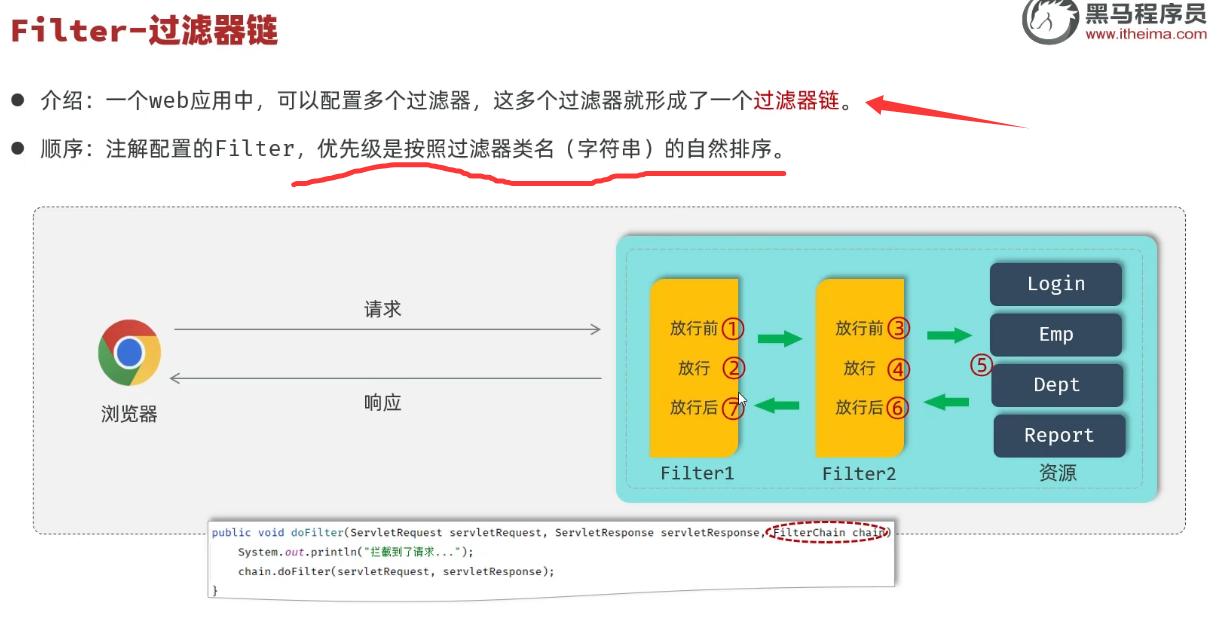 Filter-过滤器链
黑马程序员
www.itheima.com
● 介绍：一个web应用中，可以配置多个过滤器，这多个过滤器就形成了一个过滤器链。
● 顺序：注解配置的Filter，优先级是按照过滤器类名（字符串）的自然排序。
浏览器
请求
响应
放行前①
放行 ②
放行后⑦
Filter1
放行前③
放行 ④
放行后⑥
Filter2
⑤
Login
Emp
Dept
Report
资源
public void doFilter(ServletRequest servletRequest, ServletResponse servletResponse, FilterChain chain)
System.out.println("拦截到了请求...");
chain.doFilter(servletRequest, servletResponse);
}